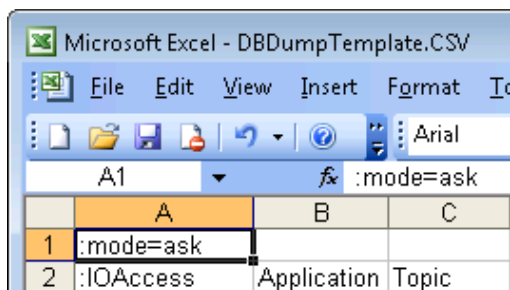 Microsoft Excel - DBDumpTemplate.CSV
File Edit View Insert Format
Arial
A1 fx :mode=ask
A B C
1 :mode=ask
2 :IOAccess Application Topic